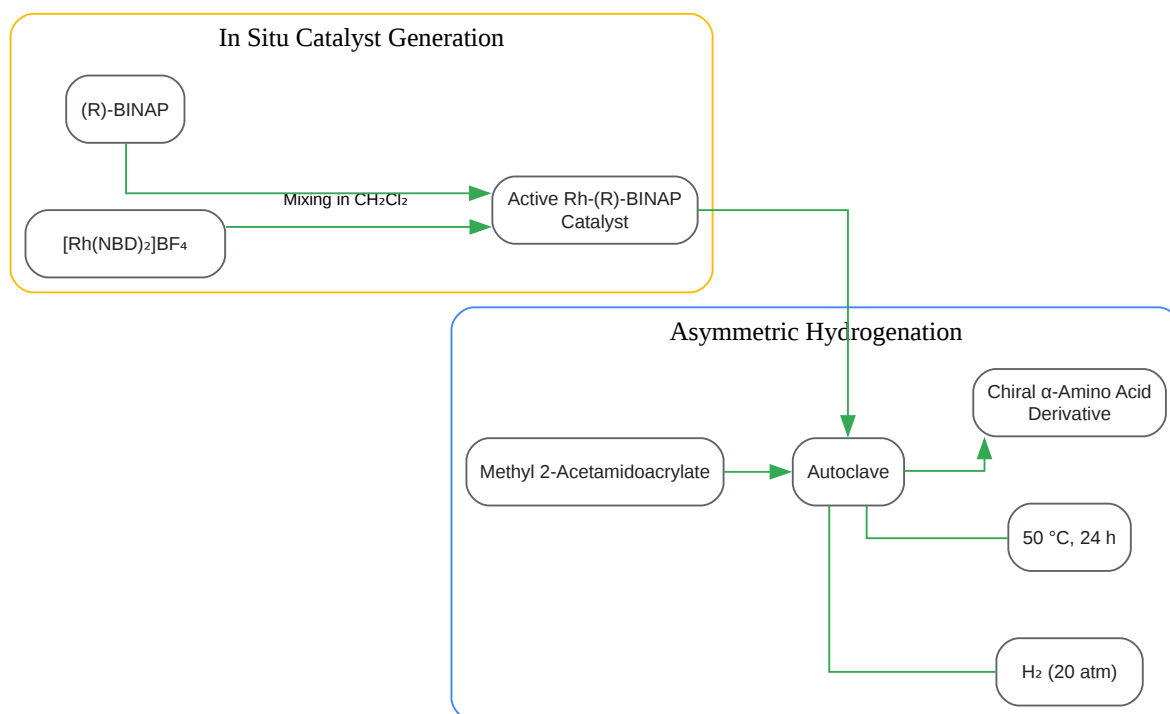 In Situ Catalyst Generation
(R)-BINAP
Mixing in CH₂Cl₂
[Rh(NBD)₂]BF₄
Active Rh-(R)-BINAP
Catalyst
Asymmetric Hydrogenation
Methyl 2-Acetamidoacrylate
Autoclave
Chiral α-Amino Acid
Derivative
50 °C, 24 h
H₂ (20 atm)